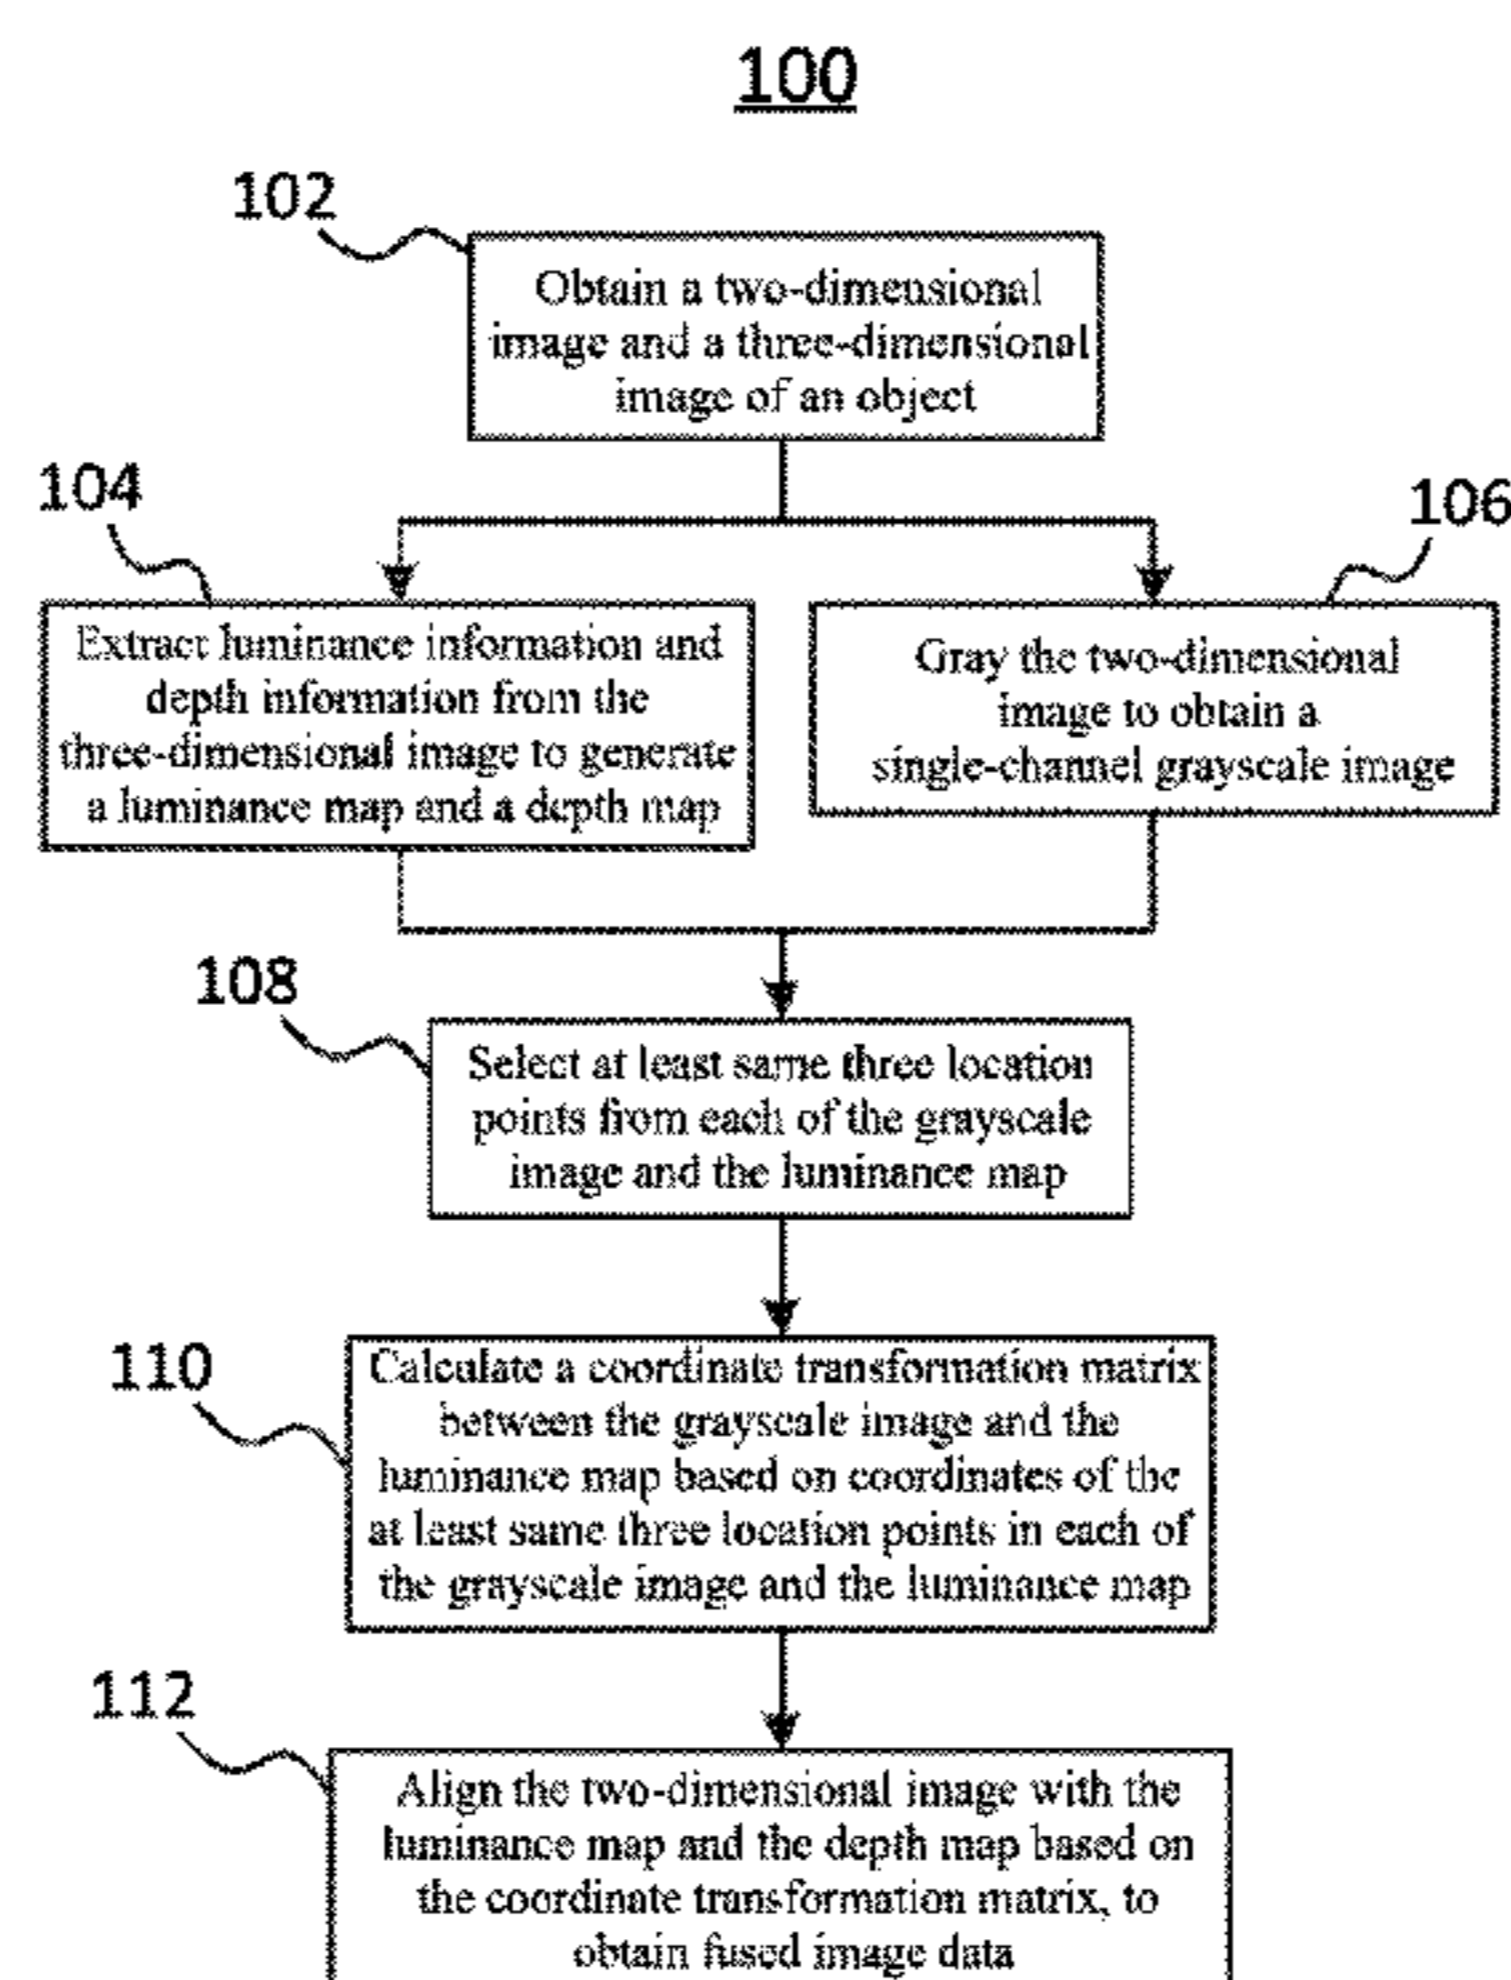 100
102
Obtain a two-dimensional
image and a three-dimensional
image of an object
104
106
Extract luminance information and
depth information from the
three-dimensional image to generate
a luminance map and a depth map
Gray the two-dimensional
image to obtain a
single-channel grayscale image
108
Select at least same three location
points from each of the grayscale
image and the luminance map
110
Calculate a coordinate transformation matrix
between the grayscale image and the
luminance map based on coordinates of the
at least same three location points in each of
the grayscale image and the luminance map
112
Align the two-dimensional image with the
luminance map and the depth map based on
the coordinate transformation matrix, to
obtain fused image data